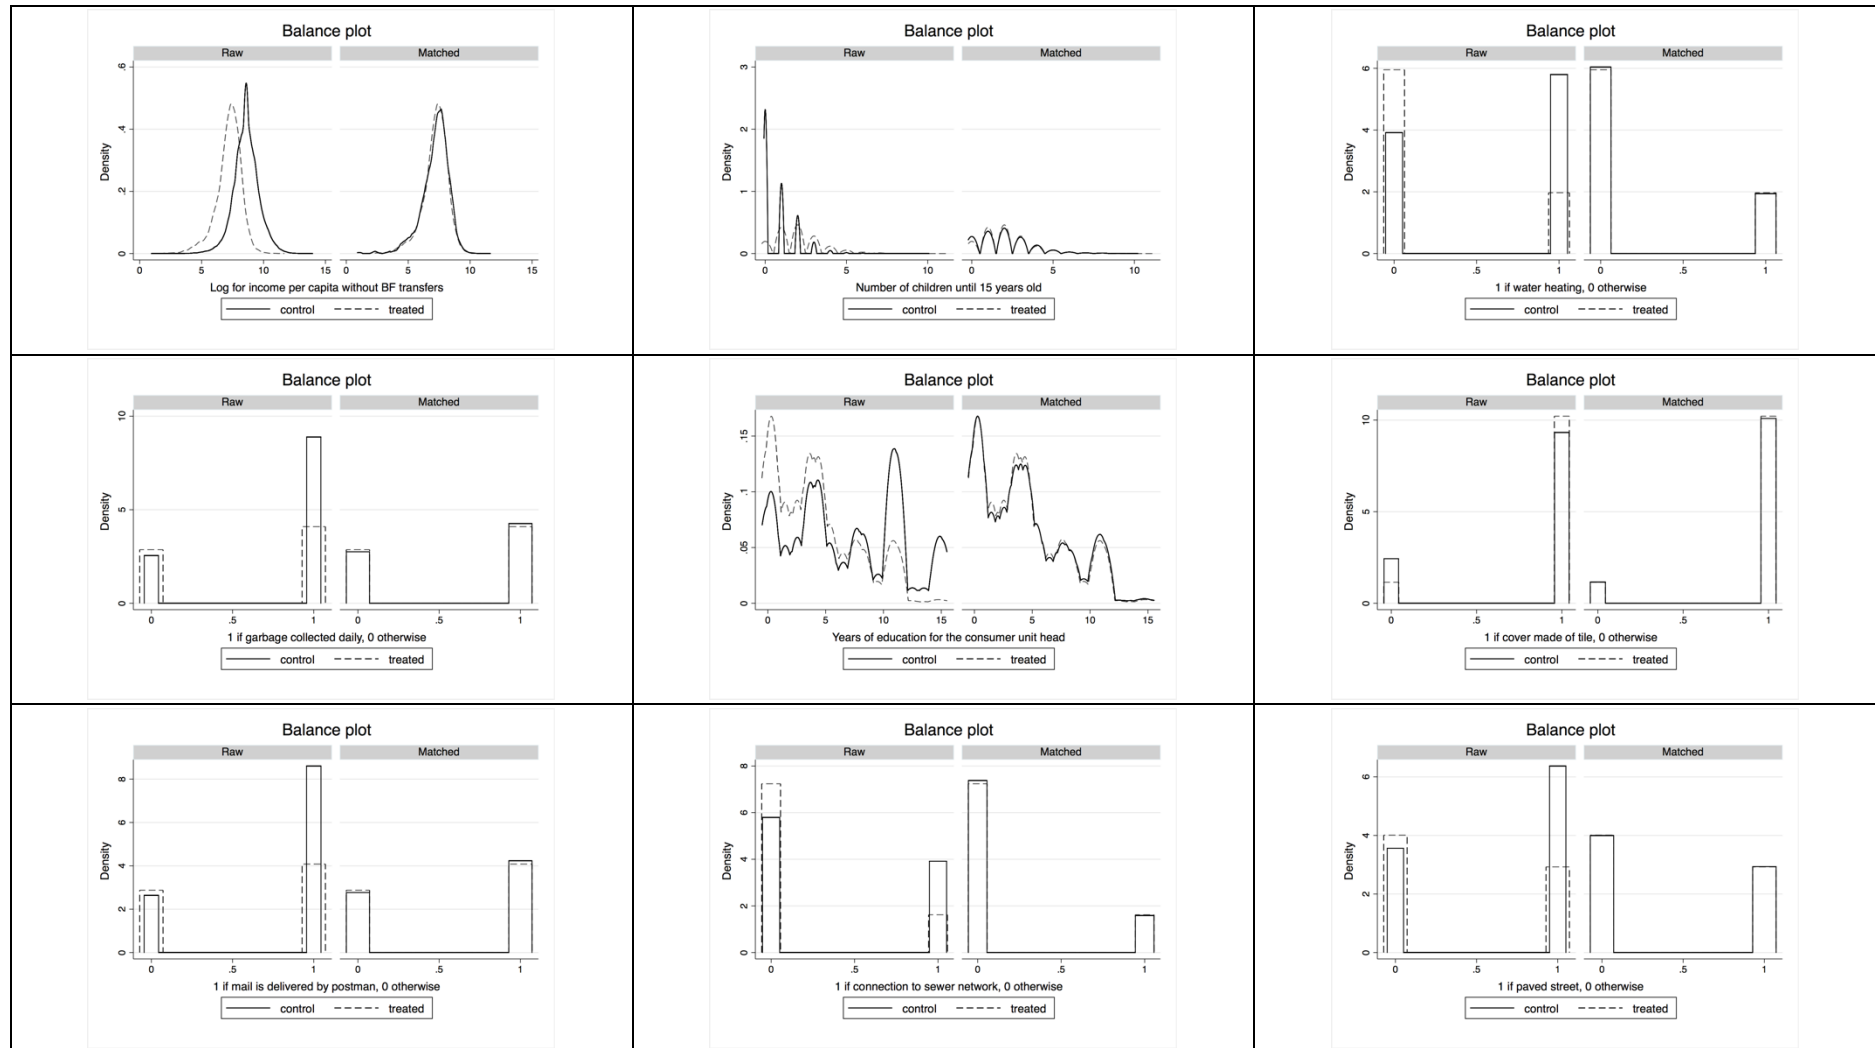 Balance plot
Raw Matched
Density
0 .2 .4 .6
0 5 10 15 0 5 10 15
Log for income per capita without BF transfers
control treated
Balance plot
Raw Matched
Density
0 1 2 3
0 5 10 0 5 10
Number of children until 15 years old
control treated
Balance plot
Raw Matched
Density
0 2 4 6
0 .5 1 0 .5 1
1 if water heating, 0 otherwise
control treated
Balance plot
Raw Matched
Density
0 5 10
0 .5 1 0 .5 1
1 if garbage collected daily, 0 otherwise
control treated
Balance plot
Raw Matched
Density
0 .05 .1 .15
0 5 10 15 0 5 10 15
Years of education for the consumer unit head
control treated
Balance plot
Raw Matched
Density
0 5 10
0 .5 1 0 .5 1
1 if cover made of tile, 0 otherwise
control treated
Balance plot
Raw Matched
Density
0 2 4 6 8
0 .5 1 0 .5 1
1 if mail is delivered by postman, 0 otherwise
control treated
Balance plot
Raw Matched
Density
0 2 4 6 8
0 .5 1 0 .5 1
1 if connection to sewer network, 0 otherwise
control treated
Balance plot
Raw Matched
Density
0 2 4 6
0 .5 1 0 .5 1
1 if paved street, 0 otherwise
control treated